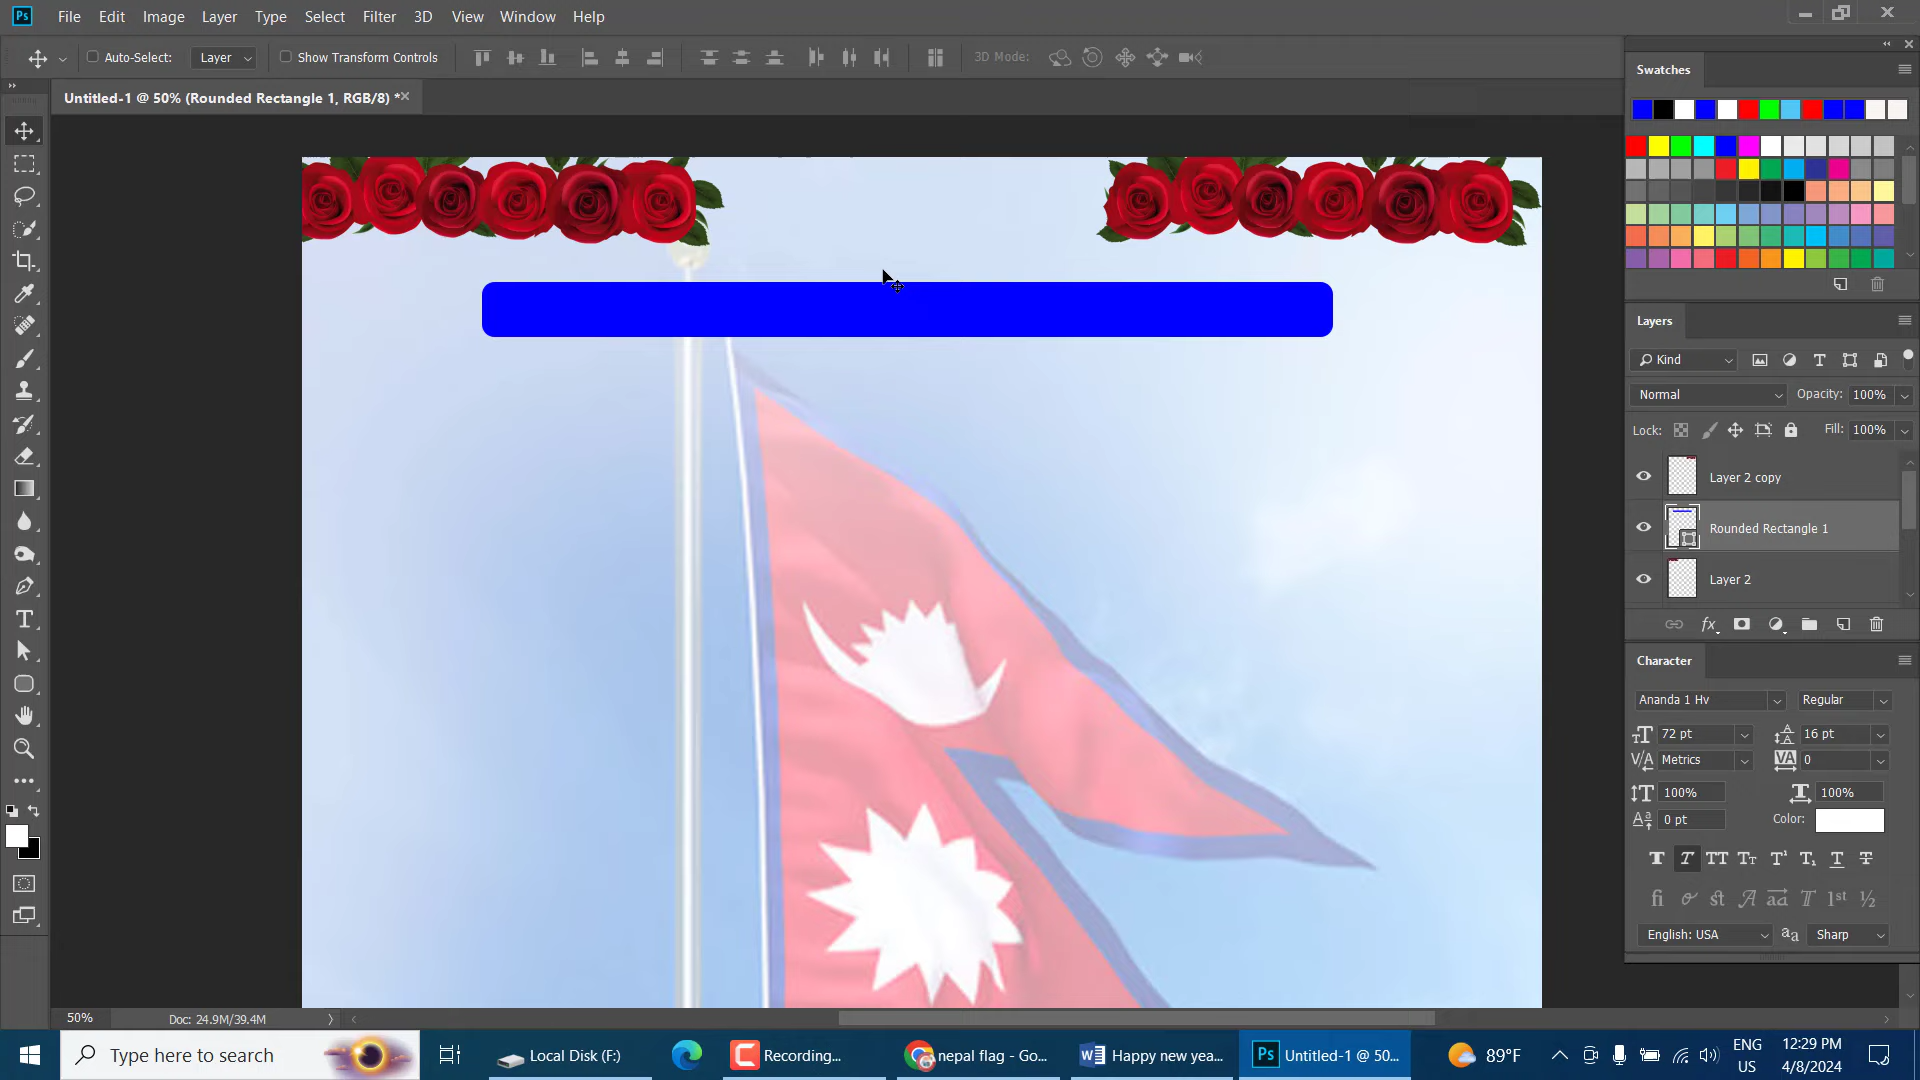 Ps File Edit Image Layer Type Select Filter 3D View Window Help
Auto-Select: Layer Show Transform Controls 3D Mode:
Untitled-1 @ 50% (Rounded Rectangle 1, RGB/8) *
Swatches
Layers
Kind
Normal Opacity: 100%
Lock: Fill: 100%
Layer 2 copy
Rounded Rectangle 1
Layer 2
fx
Character
Ananda 1 Hv Regular
72 pt 16 pt
Metrics 0
100% 100%
0 pt Color:
English: USA Sharp
50% Doc: 24.9M/39.4M
Type here to search Local Disk (F:) Recording... nepal flag - Go... Happy new yea... Untitled-1 @ 50... 89°F ENG US 12:29 PM 4/8/2024